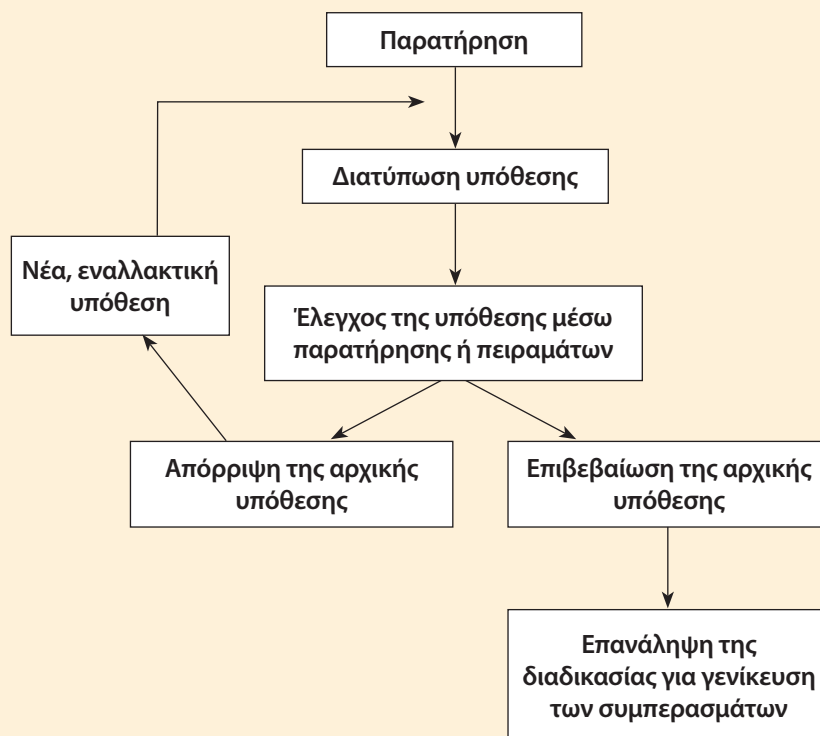 Παρατήρηση
Διατύπωση υπόθεσης
Νέα, εναλλακτική
υπόθεση
Έλεγχος της υπόθεσης μέσω
παρατήρησης ή πειραμάτων
Απόρριψη της αρχικής
υπόθεσης
Επιβεβαίωση της αρχικής
υπόθεσης
Επανάληψη της
διαδικασίας για γενίκευση
των συμπερασμάτων